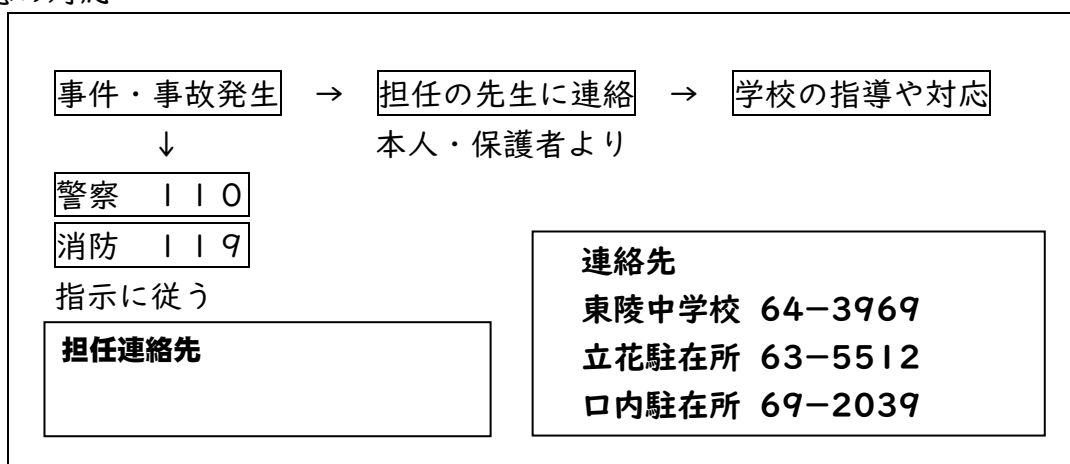 事件・事故発生 → 担任の先生に連絡 → 学校の指導や対応
↓ 本人・保護者より
警察 110
消防 119
指示に従う
担任連絡先
連絡先
東陵中学校 64-3969
立花駐在所 63-5512
口内駐在所 69-2039